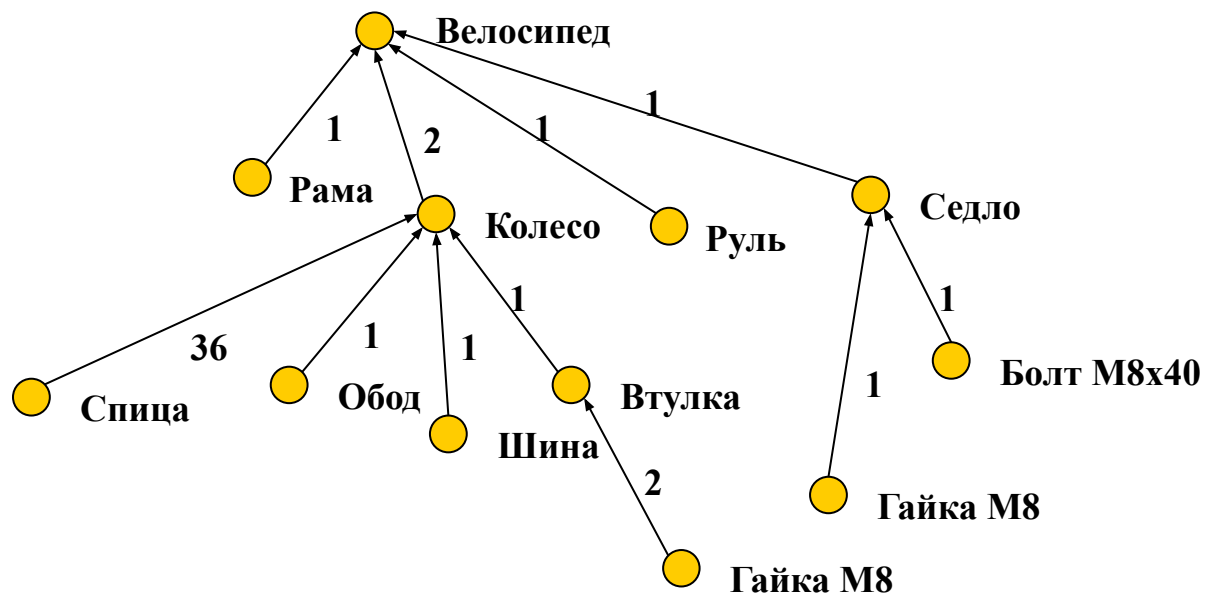 Велосипед
1
1
1
2
Рама
Седло
Колесо
Руль
1
1
36
1
1
1
Болт М8х40
Спица
Обод
Втулка
Шина
2
Гайка М8
Гайка М8